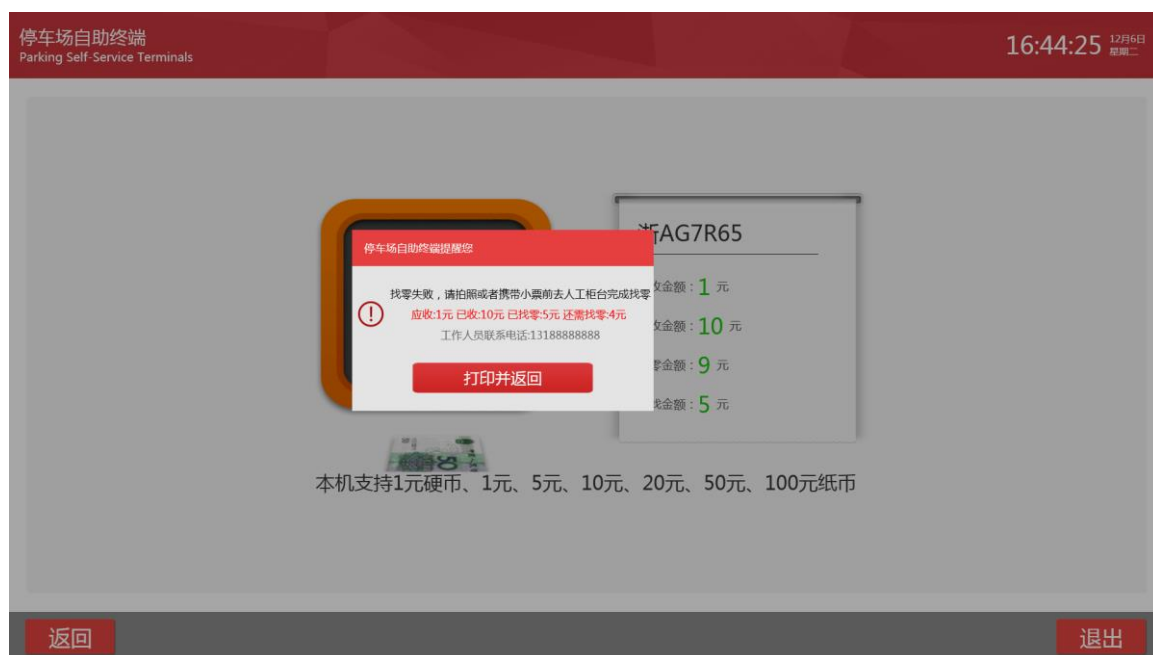 停车场自助终端
Parking Self-Service Terminals
16:44:25
12月6日
星期二
AG7R65
停车场自助终端提醒您
找零失败，请拍照或者携带小票前去人工柜台完成找零
应收:1元 已收:10元 已找零:5元 还需找零:4元
工作人员联系电话:13188888888
打印并返回
金额：1 元
金额：10 元
金额：9 元
金额：5 元
50
本机支持1元硬币、1元、5元、10元、20元、50元、100元纸币
返回
退出